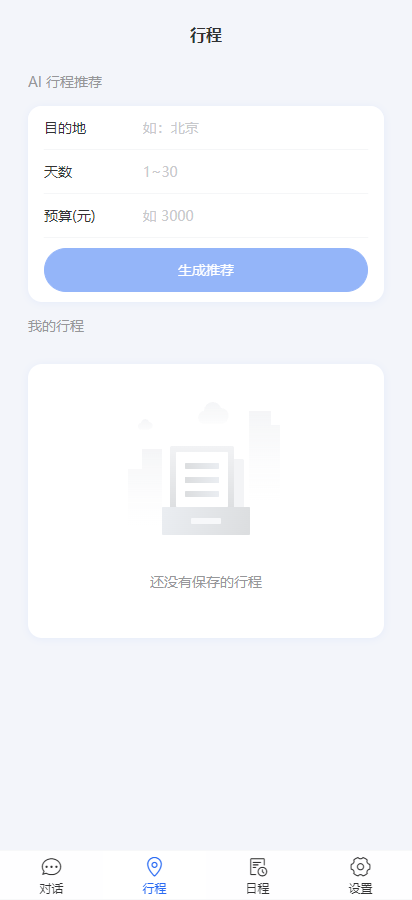 行程
AI 行程推荐
目的地 如：北京
天数 1~30
预算(元) 如 3000
生成推荐
我的行程
还没有保存的行程
对话 行程 日程 设置